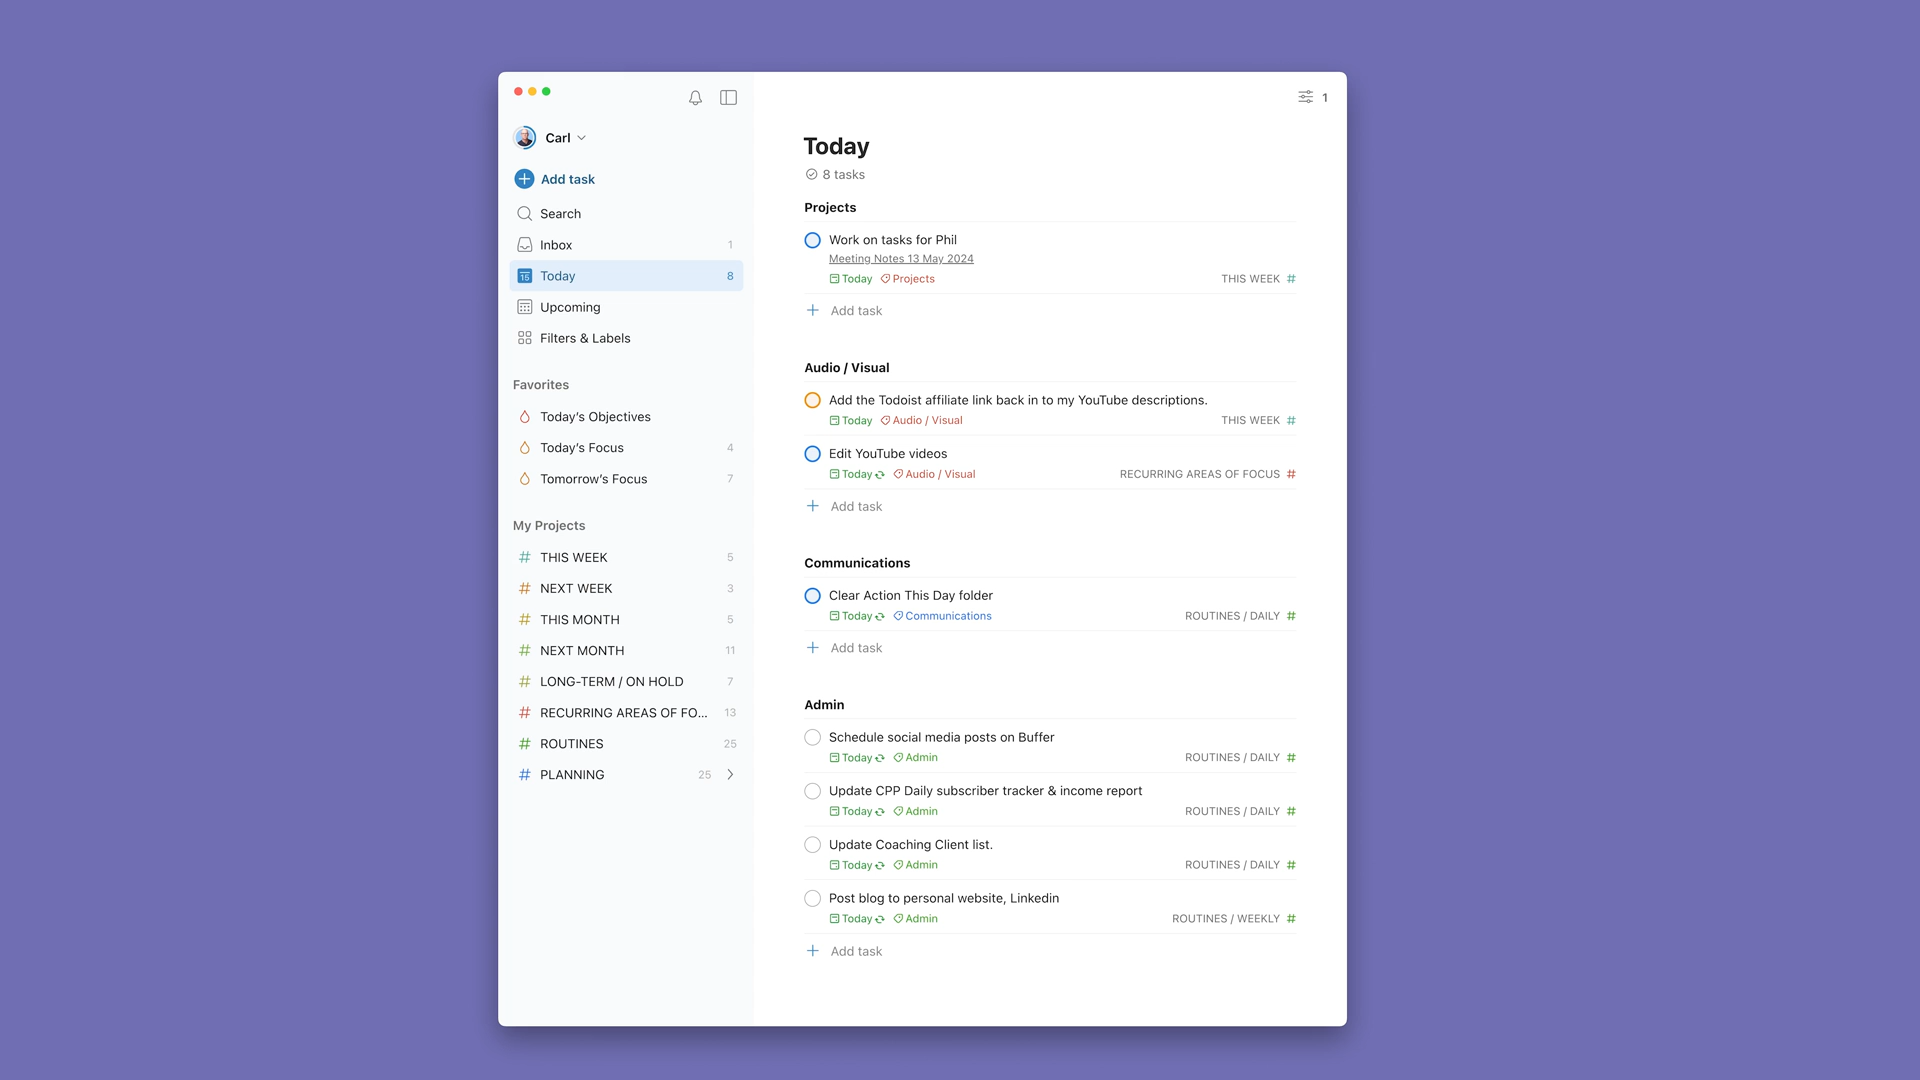 Carl
Add task
Search
Inbox 1
15 Today 8
Upcoming
Filters & Labels
Favorites
Today's Objectives
Today's Focus 4
Tomorrow's Focus 7
My Projects
# THIS WEEK 5
# NEXT WEEK 3
# THIS MONTH 5
# NEXT MONTH 11
# LONG-TERM / ON HOLD 7
# RECURRING AREAS OF FO... 13
# ROUTINES 25
# PLANNING 25
1
Today
8 tasks
Projects
Work on tasks for Phil
Meeting Notes 13 May 2024
Today Projects THIS WEEK #
+ Add task
Audio / Visual
Add the Todoist affiliate link back in to my YouTube descriptions.
Today Audio / Visual THIS WEEK #
Edit YouTube videos
Today Audio / Visual RECURRING AREAS OF FOCUS #
+ Add task
Communications
Clear Action This Day folder
Today Communications ROUTINES / DAILY #
+ Add task
Admin
Schedule social media posts on Buffer
Today Admin ROUTINES / DAILY #
Update CPP Daily subscriber tracker & income report
Today Admin ROUTINES / DAILY #
Update Coaching Client list.
Today Admin ROUTINES / DAILY #
Post blog to personal website, Linkedin
Today Admin ROUTINES / WEEKLY #
+ Add task